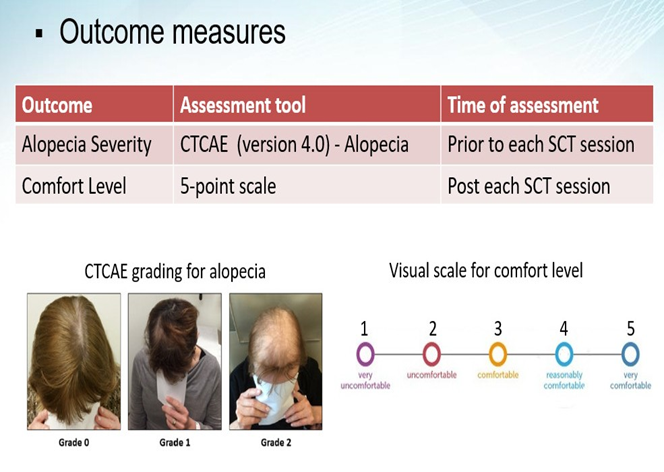 ▪ Outcome measures
Outcome Assessment tool Time of assessment
Alopecia Severity CTCAE (version 4.0) - Alopecia Prior to each SCT session
Comfort Level 5-point scale Post each SCT session
CTCAE grading for alopecia
Visual scale for comfort level
Grade 0 Grade 1 Grade 2
1 2 3 4 5
very uncomfortable comfortable reasonably very
uncomfortable comfortable comfortable